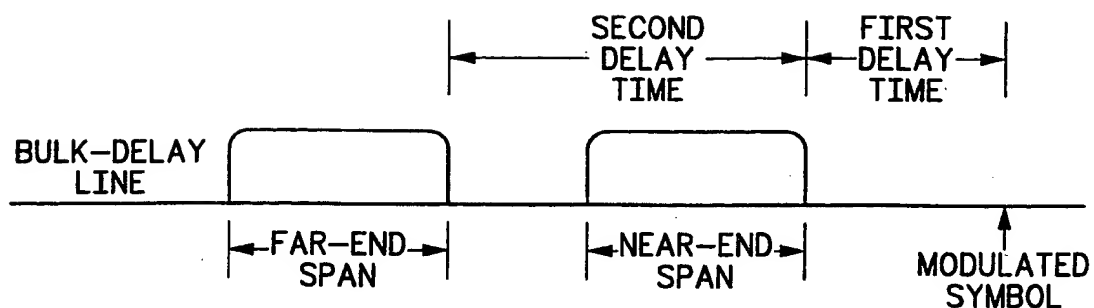 SECOND
DELAY
TIME
FIRST
DELAY
TIME
BULK-DELAY
LINE
FAR-END
SPAN
NEAR-END
SPAN
MODULATED
SYMBOL